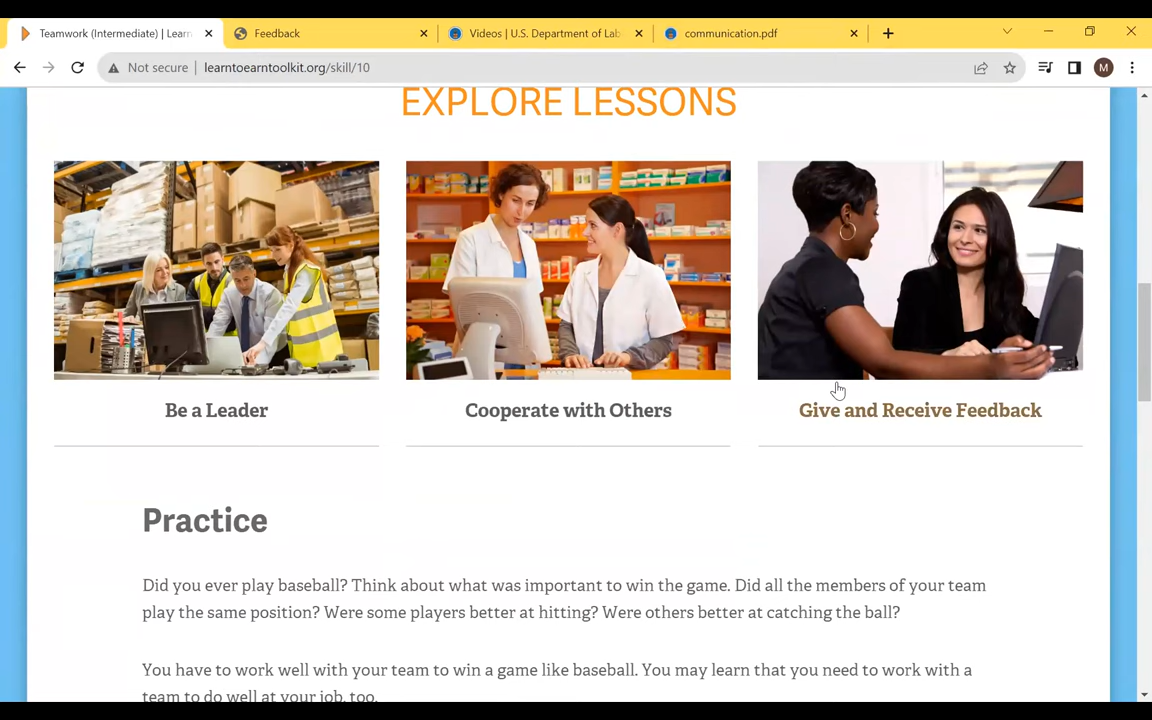 Teamwork (Intermediate) | Learn
Feedback
Videos | U.S. Department of Lab
communication.pdf
Not secure
learntoearntoolkit.org/skill/10
M
EXPLORE LESSONS
Be a Leader
Cooperate with Others
Give and Receive Feedback
Practice
Did you ever play baseball? Think about what was important to win the game. Did all the members of your team
play the same position? Were some players better at hitting? Were others better at catching the ball?
You have to work well with your team to win a game like baseball. You may learn that you need to work with a
team to do well at your job, too.